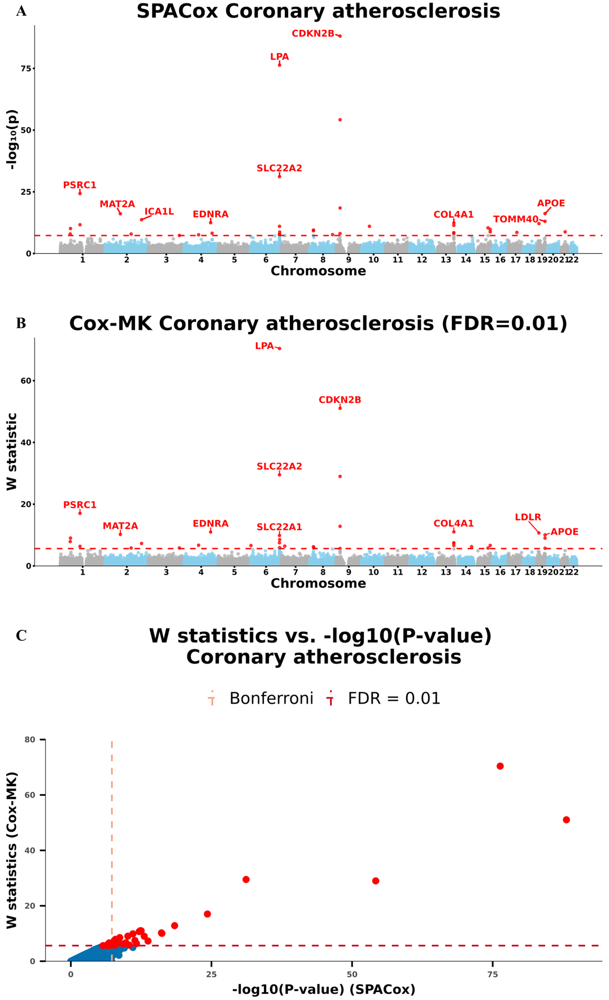 A
SPACox Coronary atherosclerosis
CDKN2B
LPA
75
-log₁₀(p)
50
SLC22A2
PSRC1
25
MAT2A
ICA1L
EDNRA
COL4A1
APOE
TOMM40
0
1 2 3 4 5 6 7 8 9 10 11 12 13 14 15 16 17 18 19 20 21 22
Chromosome
B
Cox-MK Coronary atherosclerosis (FDR=0.01)
LPA
60
CDKN2B
W statistic
40
SLC22A2
20
PSRC1
MAT2A
EDNRA
SLC22A1
COL4A1
LDLR
APOE
0
1 2 3 4 5 6 7 8 9 10 11 12 13 14 15 16 17 18 19 20 21 22
Chromosome
C
W statistics vs. -log10(P-value)
Coronary atherosclerosis
Bonferroni FDR = 0.01
80
60
W statistics (Cox-MK)
40
20
0
0 25 50 75
-log10(P-value) (SPACox)